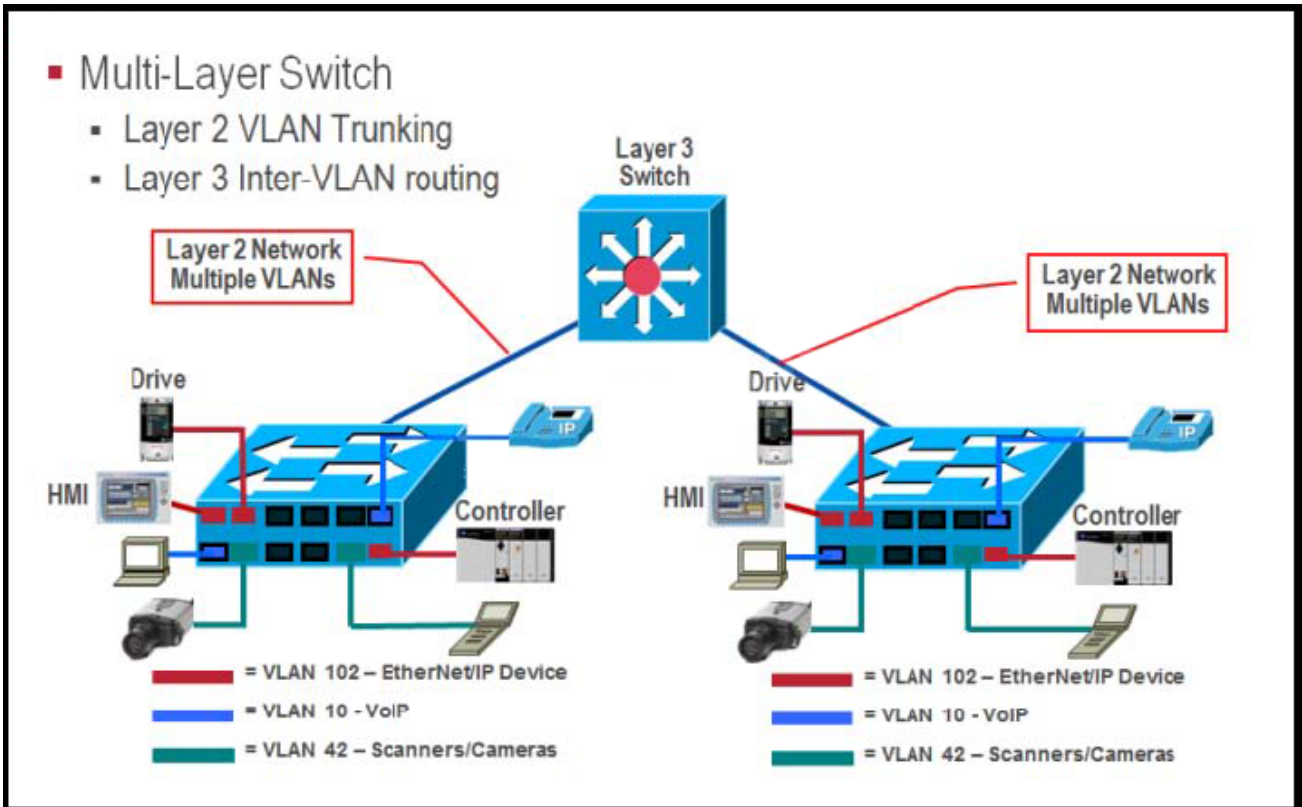 Multi-Layer Switch
Layer 2 VLAN Trunking
Layer 3 Inter-VLAN routing
Layer 3
Switch
Layer 2 Network
Multiple VLANs
Layer 2 Network
Multiple VLANs
Drive
IP
HMI
Controller
= VLAN 102 – EtherNet/IP Device
= VLAN 10 - VoIP
= VLAN 42 – Scanners/Cameras
Drive
IP
HMI
Controller
= VLAN 102 – EtherNet/IP Device
= VLAN 10 - VoIP
= VLAN 42 – Scanners/Cameras